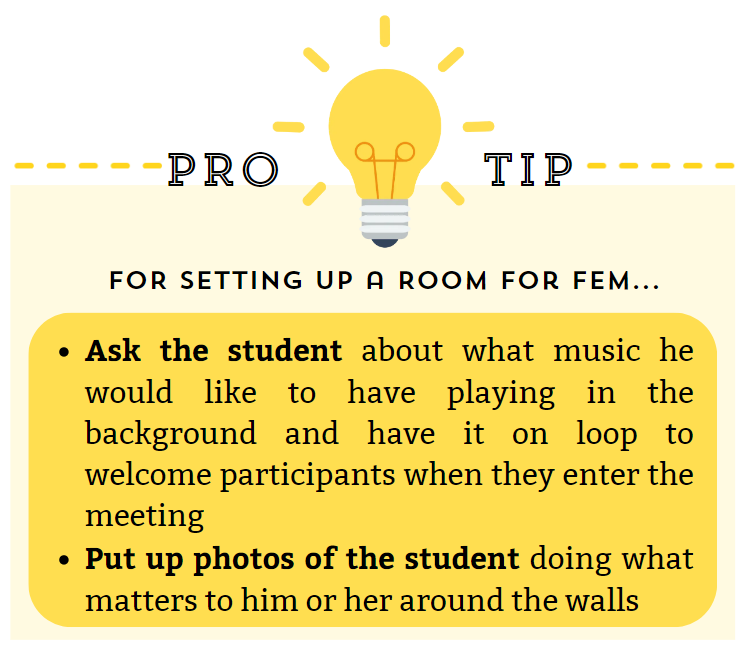 PRO TIP
FOR SETTING UP A ROOM FOR FEM...
• Ask the student about what music he
would like to have playing in the
background and have it on loop to
welcome participants when they enter the
meeting
• Put up photos of the student doing what
matters to him or her around the walls